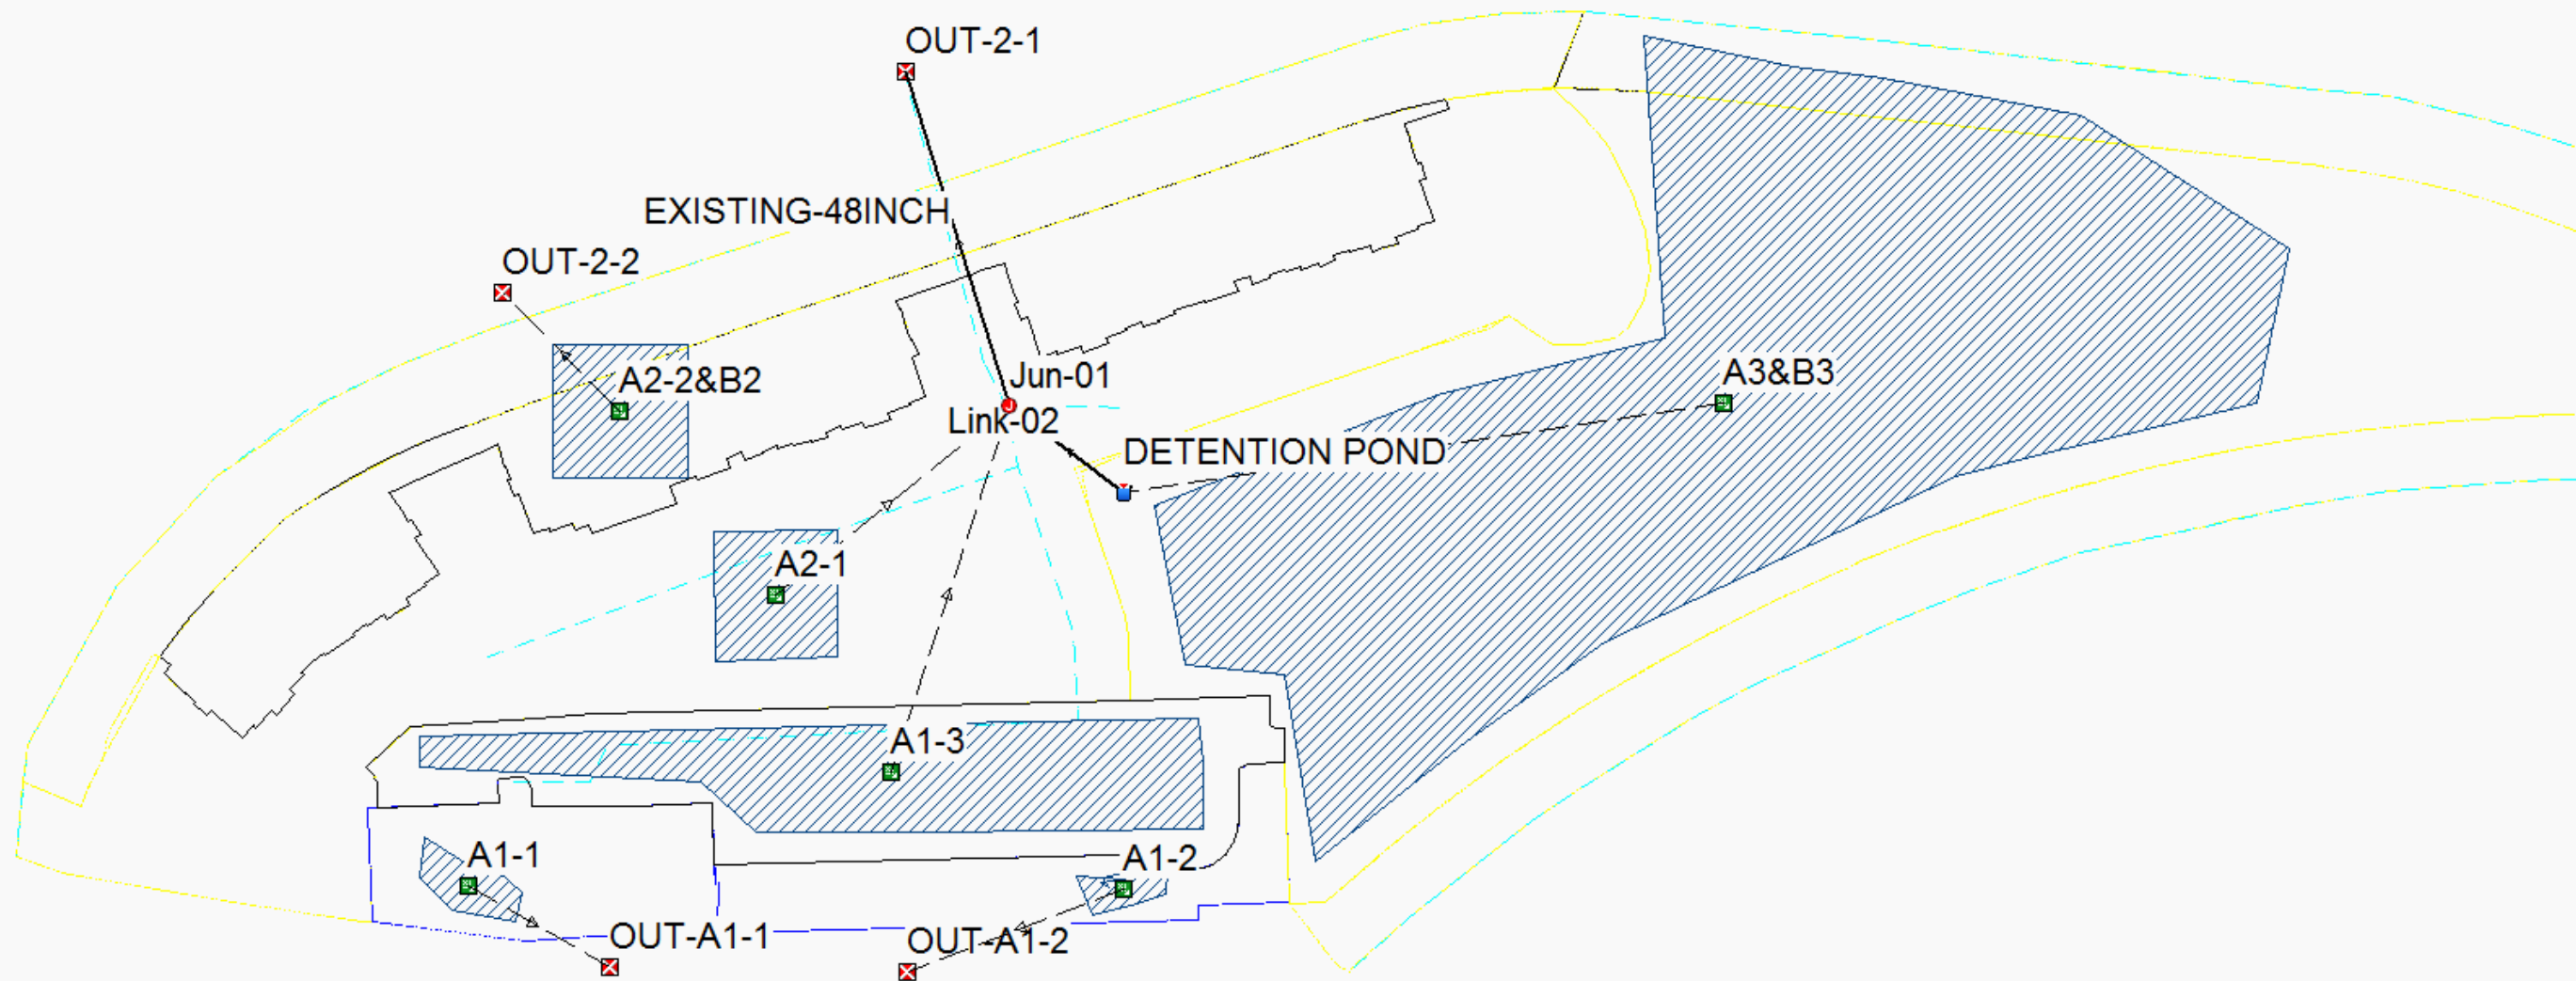 OUT-2-1
EXISTING-48INCH
OUT-2-2
Jun-01
A2-2&B2
A3&B3
Link-02
DETENTION POND
A2-1
A1-3
A1-1
A1-2
OUT-A1-1
OUT-A1-2